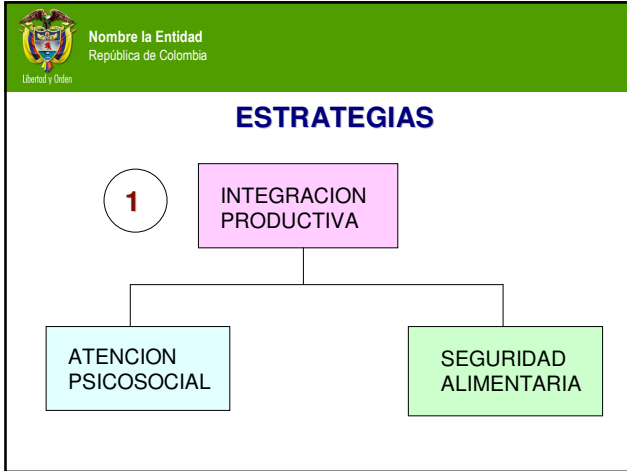 Nombre la Entidad
República de Colombia
Libertad y Orden
ESTRATEGIAS
1
INTEGRACION
PRODUCTIVA
ATENCION
PSICOSOCIAL
SEGURIDAD
ALIMENTARIA